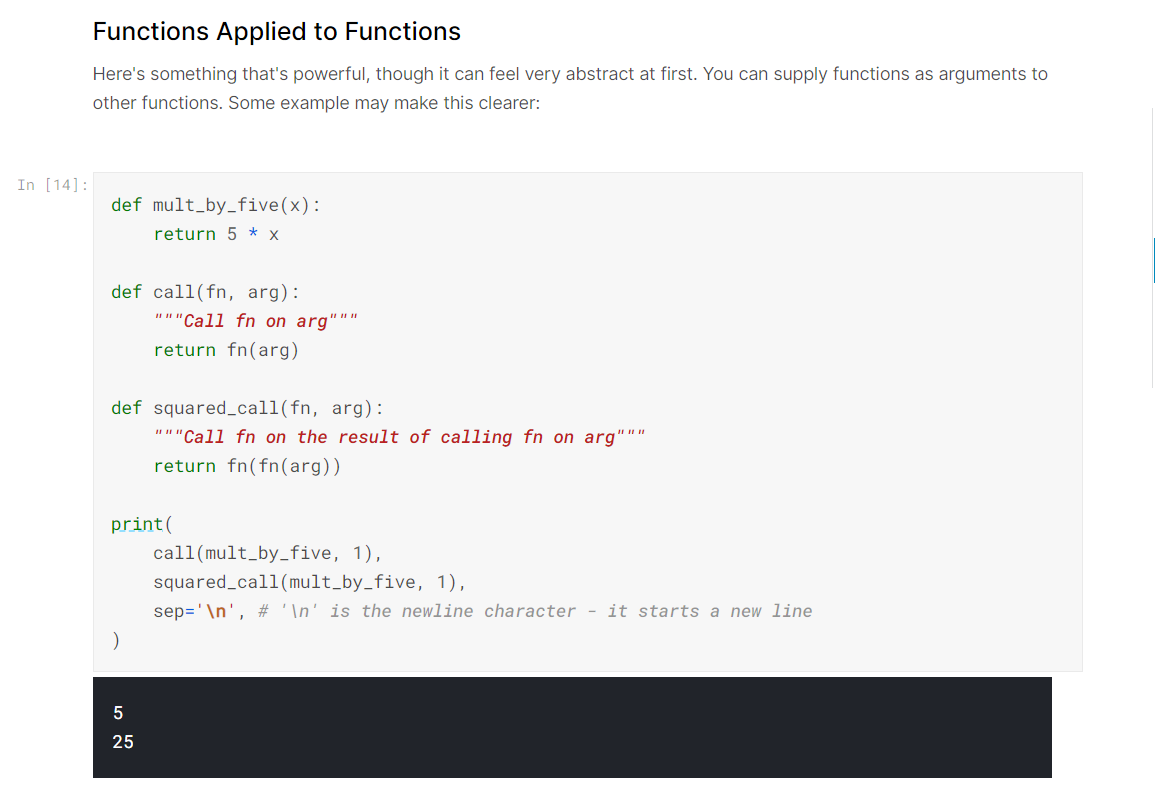 Functions Applied to Functions
Here's something that's powerful, though it can feel very abstract at first. You can supply functions as arguments to
other functions. Some example may make this clearer:
In [14]:
def mult_by_five(x):
    return 5 * x
def call(fn, arg):
    """Call fn on arg"""
    return fn(arg)
def squared_call(fn, arg):
    """Call fn on the result of calling fn on arg"""
    return fn(fn(arg))
print(
    call(mult_by_five, 1),
    squared_call(mult_by_five, 1),
    sep='\n', # '\n' is the newline character - it starts a new line
)
5
25